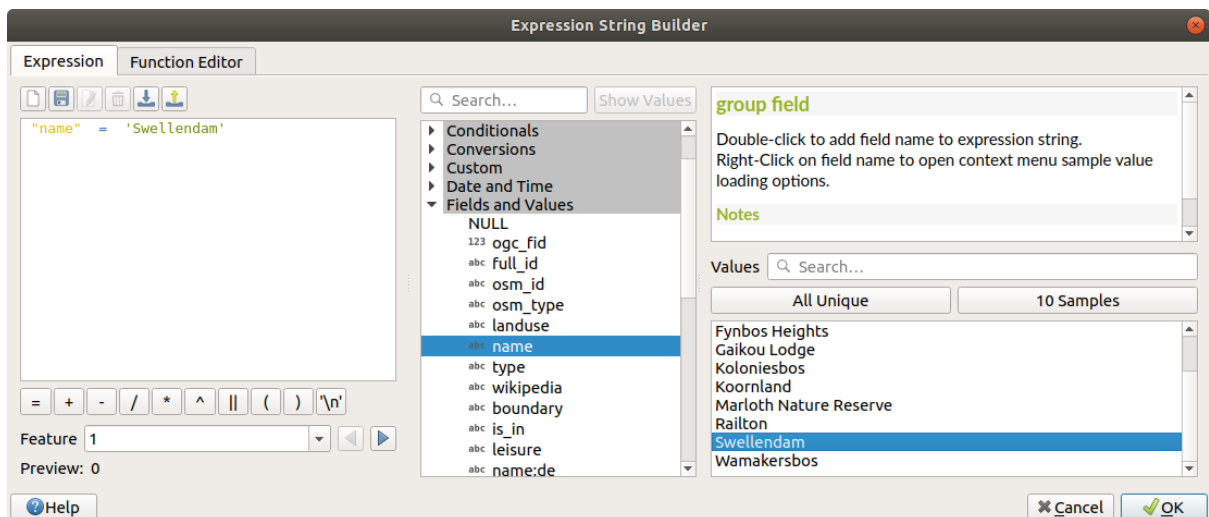 Expression String Builder
Expression
Function Editor
"name" = 'Swellendam'
= + - / * ^ || ( ) '\n'
Feature 1
Preview: 0
Search...
Show Values
Conditionals
Conversions
Custom
Date and Time
Fields and Values
NULL
123 ogc_fid
abc full_id
abc osm_id
abc osm_type
abc landuse
abc name
abc type
abc wikipedia
abc boundary
abc is_in
abc leisure
abc name:de
group field
Double-click to add field name to expression string.
Right-Click on field name to open context menu sample value
loading options.
Notes
Values Search...
All Unique
10 Samples
Fynbos Heights
Gaikou Lodge
Koloniesbos
Koornland
Marloth Nature Reserve
Railton
Swellendam
Wamakersbos
Help
Cancel
OK